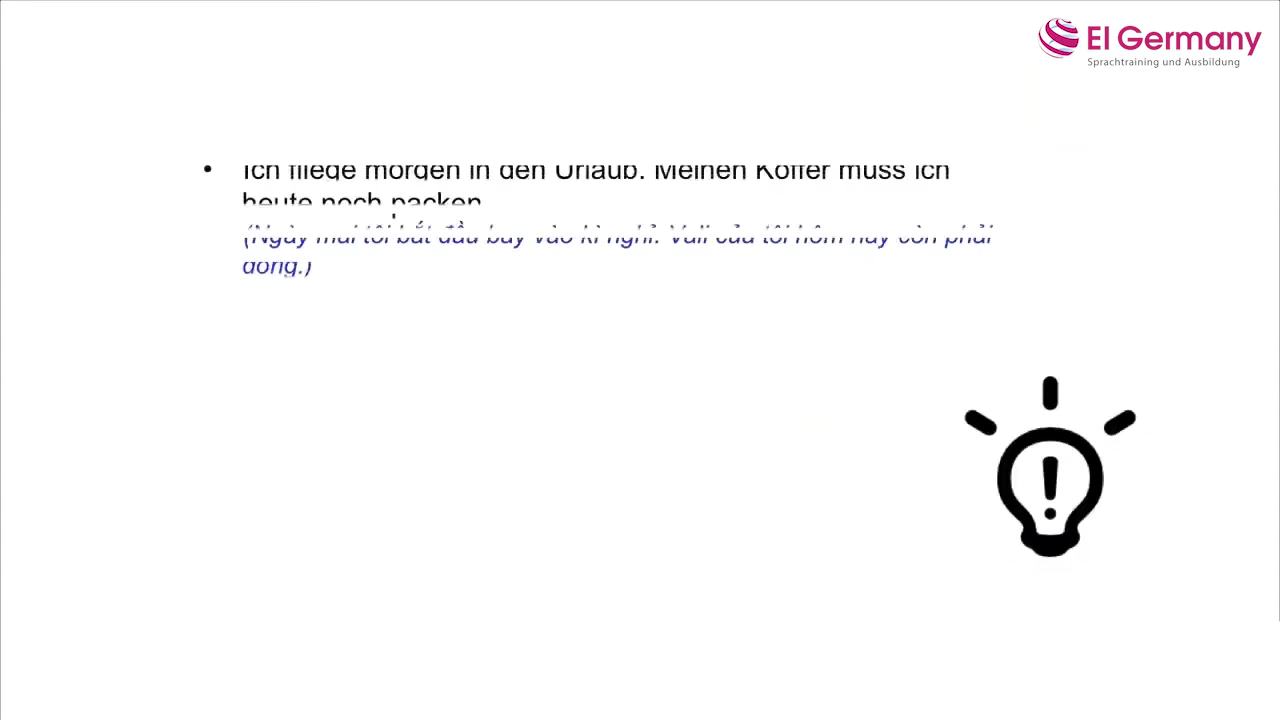 EI Germany
Sprachtraining und Ausbildung
• Ich fliege morgen in den Urlaub. Meinen Koffer muss ich
heute noch packen.
(Ngày mai tôi bắt đầu bay vào kì nghỉ. Vali của tôi hôm nay còn phải
đóng.)